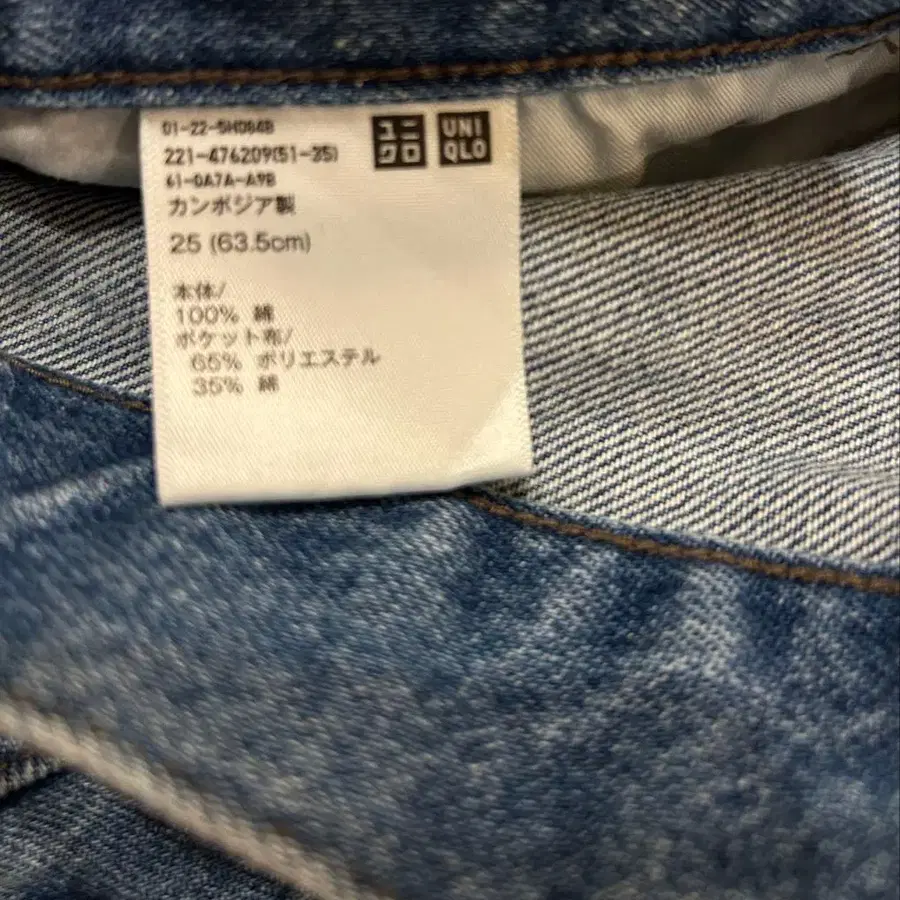 01-22-5H064B
221-476209(51-35)
61-0A7A-A9B
ユニ
クロ
UNI
QLO
カンボジア製
25 (63.5cm)
本体/
100% 綿
ポケット布/
65% ポリエステル
35% 綿